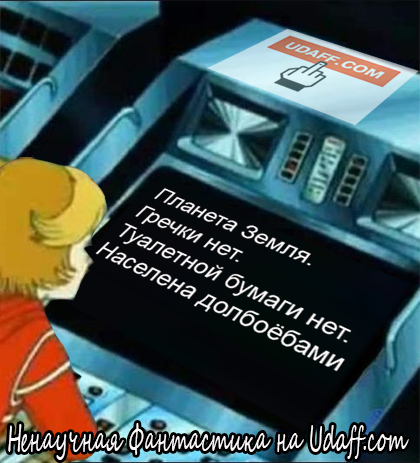 UDAFF.COM
Планета Земля.
Гречки нет.
Туалетной бумаги нет.
Населена долбоёбами
Ненаучная Фантастика на Udaff.com